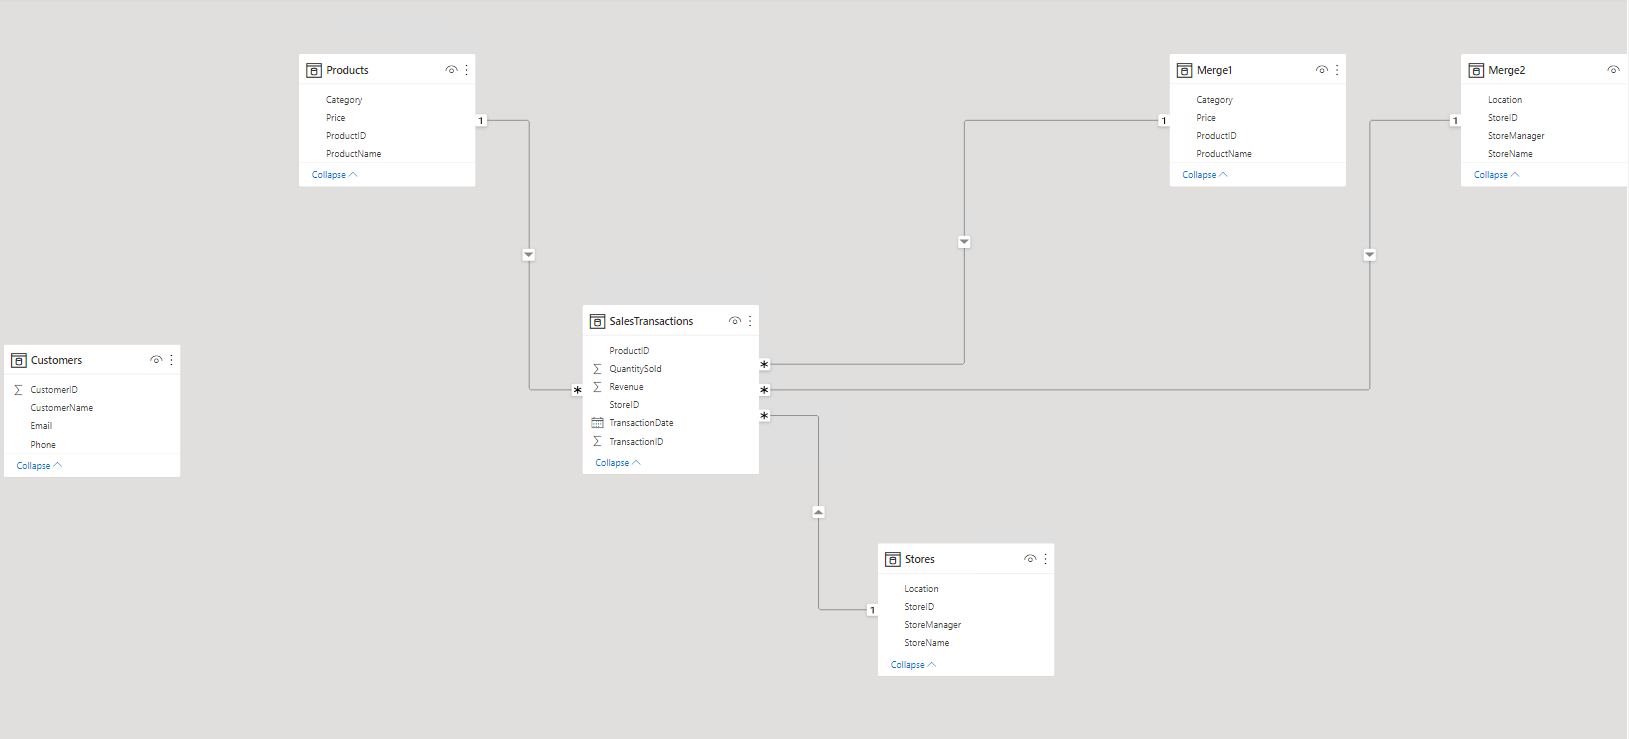 Products
Category
Price
ProductID
ProductName
Collapse
1
Merge1
Category
Price
ProductID
ProductName
Collapse
1
Merge2
Location
StoreID
StoreManager
StoreName
Collapse
1
Customers
CustomerID
CustomerName
Email
Phone
Collapse
SalesTransactions
ProductID
QuantitySold
Revenue
StoreID
TransactionDate
TransactionID
Collapse
*
*
*
*
Stores
Location
StoreID
StoreManager
StoreName
Collapse
1